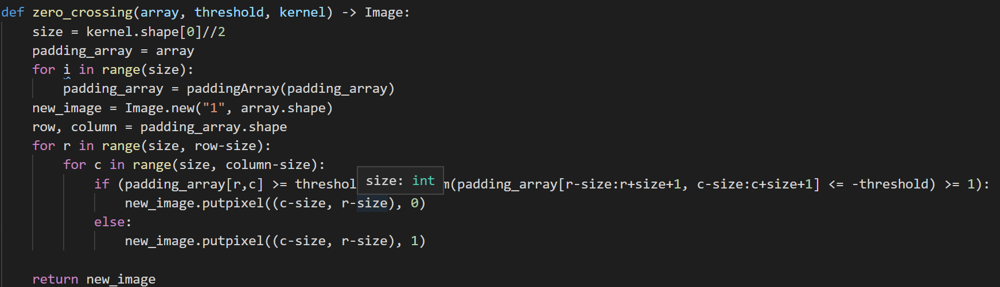 def zero_crossing(array, threshold, kernel) -> Image:
    size = kernel.shape[0]//2
    padding_array = array
    for i in range(size):
        padding_array = paddingArray(padding_array)
    new_image = Image.new("1", array.shape)
    row, column = padding_array.shape
    for r in range(size, row-size):
        for c in range(size, column-size):
            if (padding_array[r,c] >= threshol size: int m(padding_array[r-size:r+size+1, c-size:c+size+1] <= -threshold) >= 1):
                new_image.putpixel((c-size, r-size), 0)
            else:
                new_image.putpixel((c-size, r-size), 1)
    return new_image